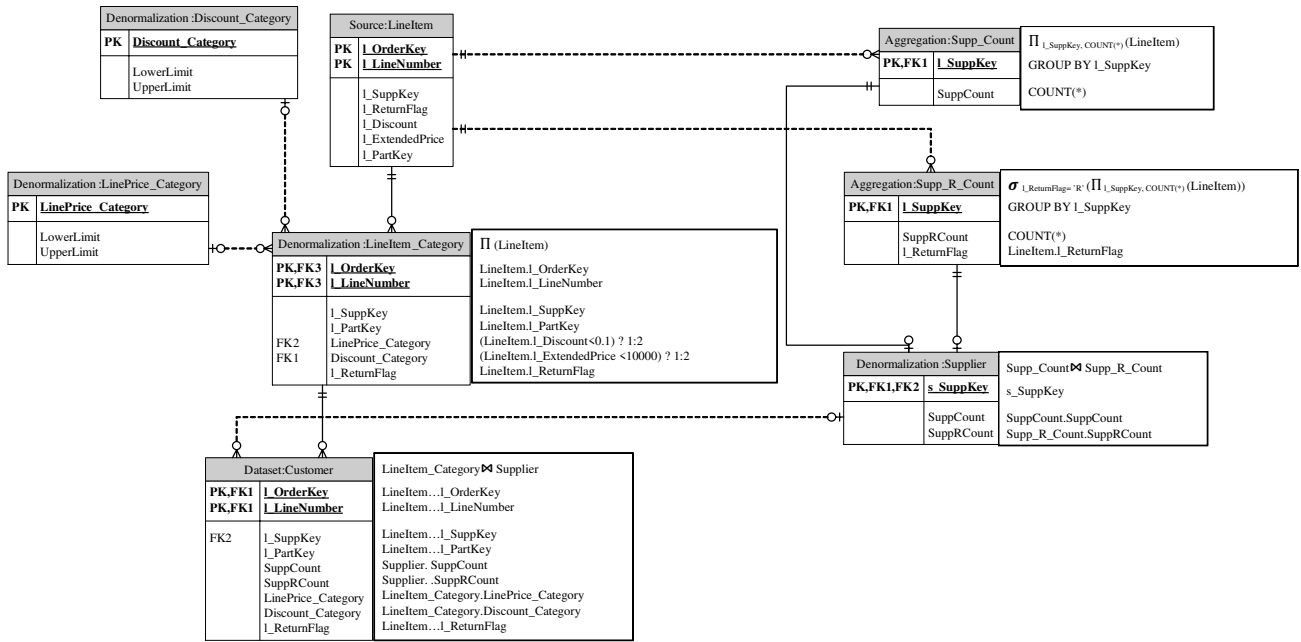 Denormalization :Discount_Category
PK Discount_Category
LowerLimit
UpperLimit
Source:LineItem
PK l_OrderKey
PK l_LineNumber
l_SuppKey
l_ReturnFlag
l_Discount
l_ExtendedPrice
l_PartKey
Aggregation:Supp_Count
PK,FK1 l_SuppKey
SuppCount
Π l_SuppKey, COUNT(*) (LineItem)
GROUP BY l_SuppKey
COUNT(*)
Denormalization :LinePrice_Category
PK LinePrice_Category
LowerLimit
UpperLimit
Aggregation:Supp_R_Count
PK,FK1 l_SuppKey
SuppRCount
l_ReturnFlag
σ l_ReturnFlag= 'R' (Π l_SuppKey, COUNT(*) (LineItem))
GROUP BY l_SuppKey
COUNT(*)
LineItem.l_ReturnFlag
Denormalization :LineItem_Category
PK,FK3 l_OrderKey
PK,FK3 l_LineNumber
l_SuppKey
l_PartKey
FK2 LinePrice_Category
FK1 Discount_Category
l_ReturnFlag
Π (LineItem)
LineItem.l_OrderKey
LineItem.l_LineNumber
LineItem.l_SuppKey
LineItem.l_PartKey
(LineItem.l_Discount<0.1) ? 1:2
(LineItem.l_ExtendedPrice <10000) ? 1:2
LineItem.l_ReturnFlag
Denormalization :Supplier
PK,FK1,FK2 s_SuppKey
SuppCount
SuppRCount
Supp_Count⋈ Supp_R_Count
s_SuppKey
SuppCount.SuppCount
Supp_R_Count.SuppRCount
Dataset:Customer
PK,FK1 l_OrderKey
PK,FK1 l_LineNumber
FK2 l_SuppKey
l_PartKey
SuppCount
SuppRCount
LinePrice_Category
Discount_Category
l_ReturnFlag
LineItem_Category⋈ Supplier
LineItem…l_OrderKey
LineItem…l_LineNumber
LineItem…l_SuppKey
LineItem…l_PartKey
Supplier. SuppCount
Supplier. .SuppRCount
LineItem_Category.LinePrice_Category
LineItem_Category.Discount_Category
LineItem…l_ReturnFlag